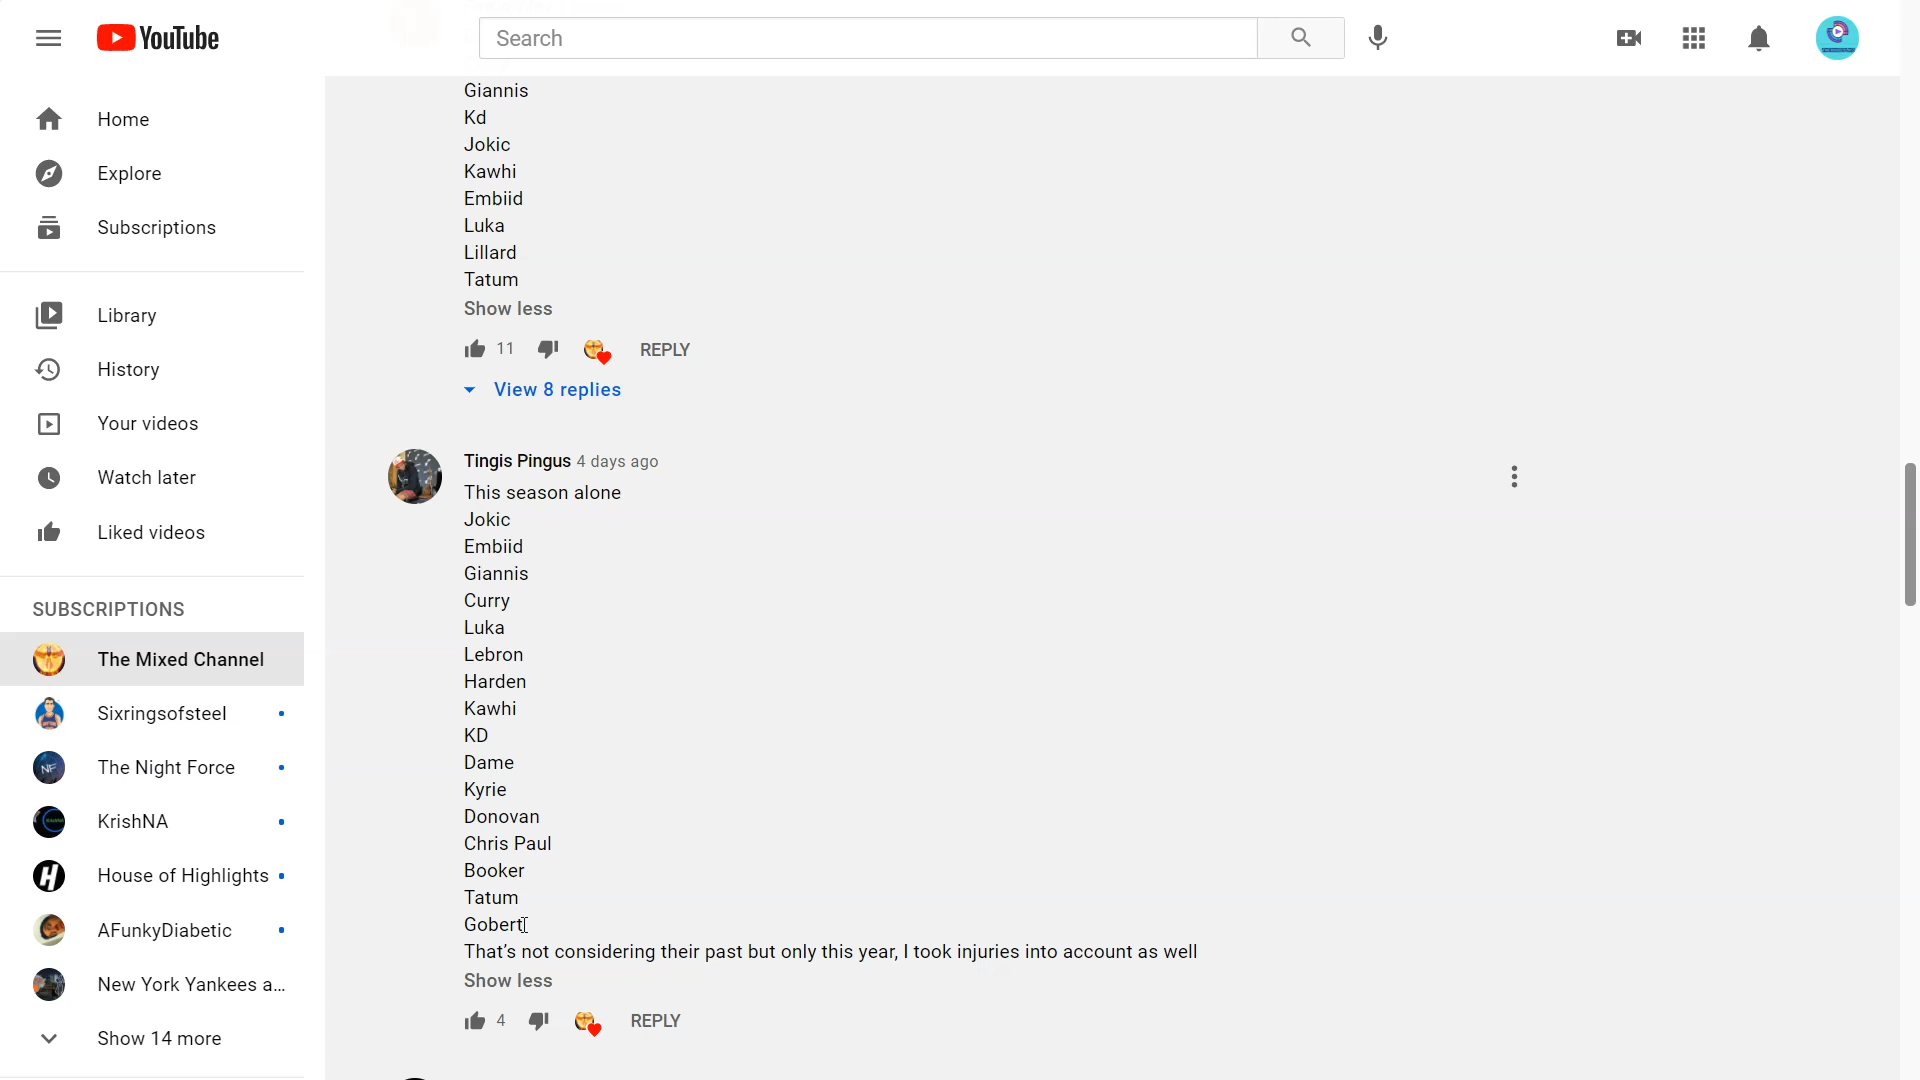 YouTube
Search
Home
Explore
Subscriptions
Library
History
Your videos
Watch later
Liked videos
SUBSCRIPTIONS
The Mixed Channel
Sixringsofsteel
The Night Force
KrishNA
House of Highlights
AFunkyDiabetic
New York Yankees a...
Show 14 more
Giannis
Kd
Jokic
Kawhi
Embiid
Luka
Lillard
Tatum
Show less
11
REPLY
View 8 replies
Tingis Pingus 4 days ago
This season alone
Jokic
Embiid
Giannis
Curry
Luka
Lebron
Harden
Kawhi
KD
Dame
Kyrie
Donovan
Chris Paul
Booker
Tatum
Gobert
That's not considering their past but only this year, I took injuries into account as well
Show less
4
REPLY